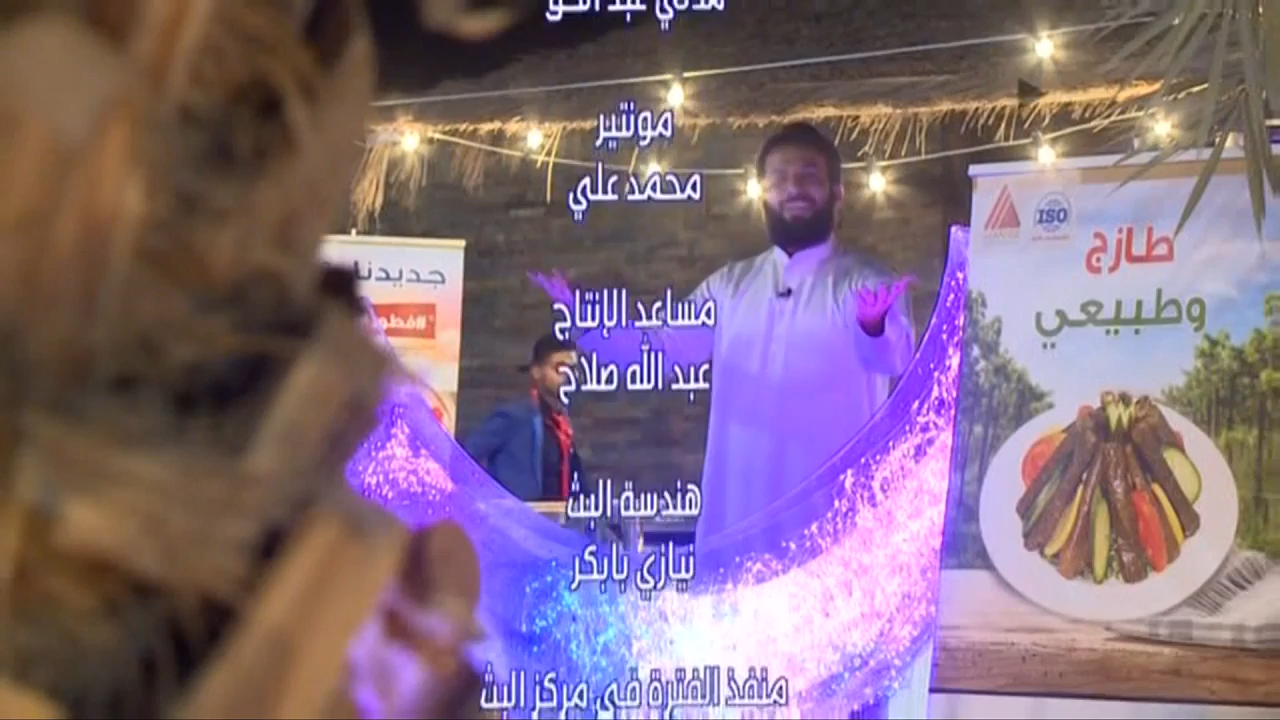 مونتير
محمد علي
مساعد الإنتاج
عبد الله صلاح
هندسة البث
نيازي بابكر
منفذ الفترة في مركز البث
جديدنا
ISO
طازج
وطبيعي